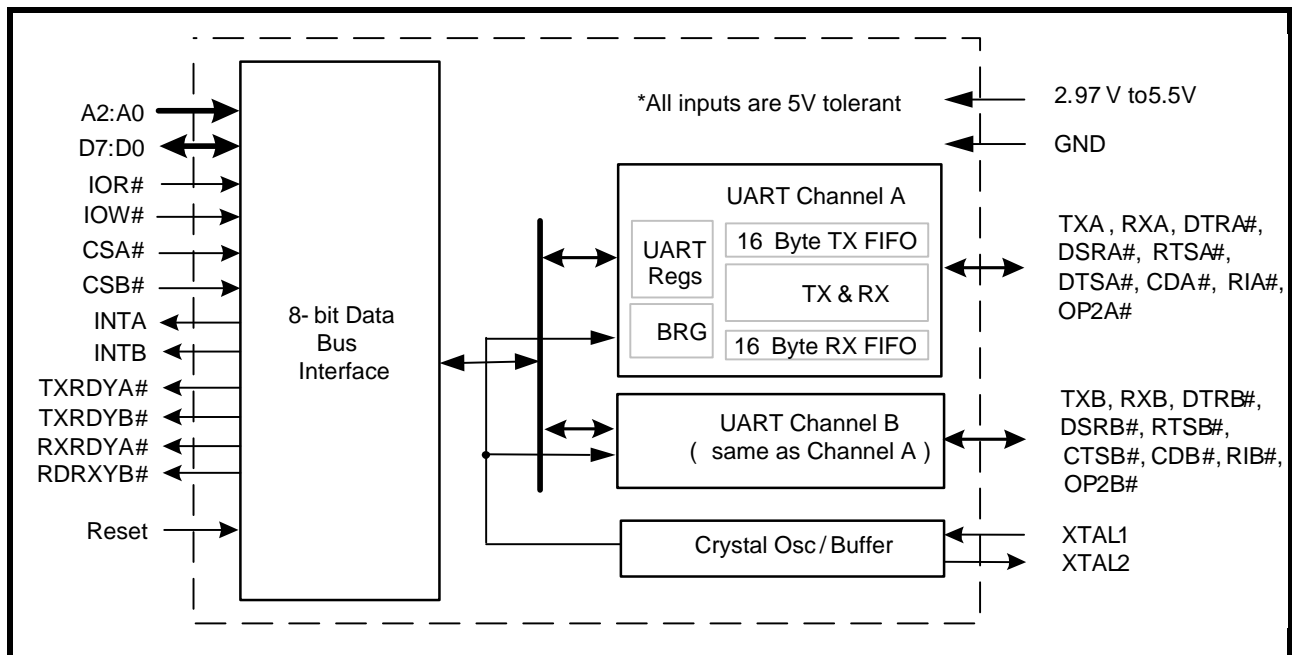 A2:A0
D7:D0
IOR#
IOW#
CSA#
CSB#
INTA
INTB
TXRDYA#
TXRDYB#
RXRDYA#
RDRXYB#
Reset
8- bit Data
Bus
Interface
*All inputs are 5V tolerant
UART Channel A
UART
Regs
BRG
16 Byte TX FIFO
TX & RX
16 Byte RX FIFO
UART Channel B
( same as Channel A )
Crystal Osc / Buffer
2.97 V to5.5V
GND
TXA , RXA, DTRA#,
DSRA#, RTSA#,
DTSA#, CDA#, RIA#,
OP2A#
TXB, RXB, DTRB#,
DSRB#, RTSB#,
CTSB#, CDB#, RIB#,
OP2B#
XTAL1
XTAL2